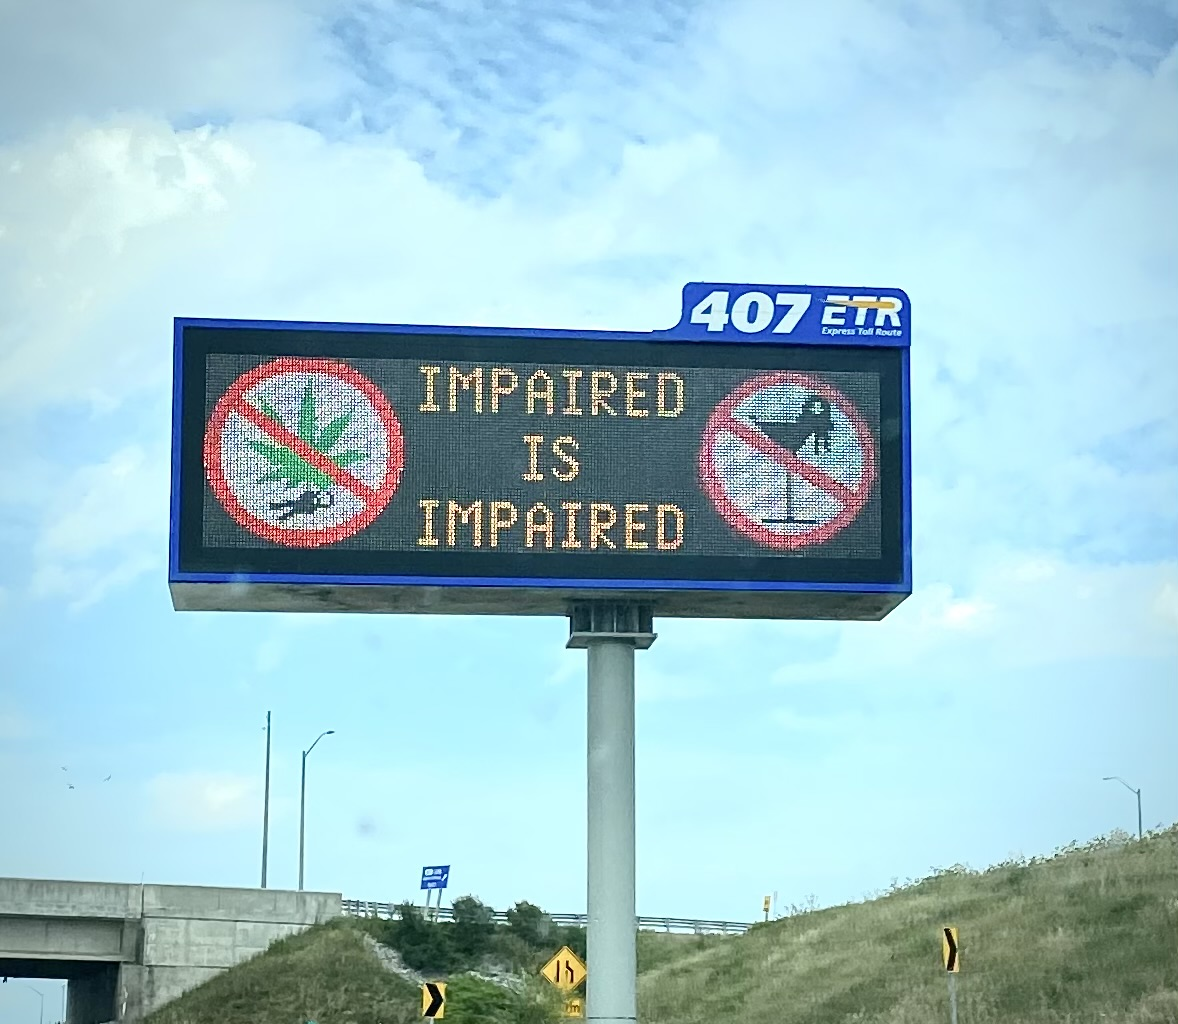 407 ETR
Express Toll Route
IMPAIRED
IS
IMPAIRED